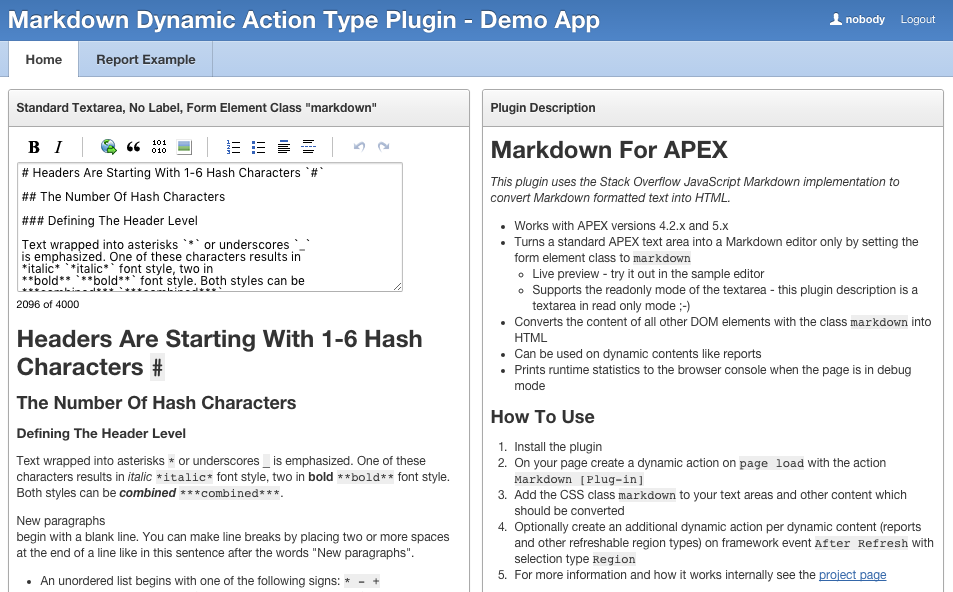 Markdown Dynamic Action Type Plugin - Demo App
nobody Logout
Home Report Example
Standard Textarea, No Label, Form Element Class "markdown"
B I
101
010
# Headers Are Starting With 1-6 Hash Characters `#`
## The Number Of Hash Characters
### Defining The Header Level
Text wrapped into asterisks `*` or underscores `_`
is emphasized. One of these characters results in
*italic* `*italic*` font style, two in
**bold** `**bold**` font style. Both styles can be
***combined*** `***combined***`
2096 of 4000
Headers Are Starting With 1-6 Hash
Characters #
The Number Of Hash Characters
Defining The Header Level
Text wrapped into asterisks * or underscores _ is emphasized. One of these
characters results in italic *italic* font style, two in bold **bold** font style.
Both styles can be combined ***combined***.
New paragraphs
begin with a blank line. You can make line breaks by placing two or more spaces
at the end of a line like in this sentence after the words "New paragraphs".
• An unordered list begins with one of the following signs: * - +
Plugin Description
Markdown For APEX
This plugin uses the Stack Overflow JavaScript Markdown implementation to
convert Markdown formatted text into HTML.
• Works with APEX versions 4.2.x and 5.x
• Turns a standard APEX text area into a Markdown editor only by setting the
form element class to markdown
◦ Live preview - try it out in the sample editor
◦ Supports the readonly mode of the textarea - this plugin description is a
textarea in read only mode ;-)
• Converts the content of all other DOM elements with the class markdown into
HTML
• Can be used on dynamic contents like reports
• Prints runtime statistics to the browser console when the page is in debug
mode
How To Use
1. Install the plugin
2. On your page create a dynamic action on page load with the action
Markdown [Plug-in]
3. Add the CSS class markdown to your text areas and other content which
should be converted
4. Optionally create an additional dynamic action per dynamic content (reports
and other refreshable region types) on framework event After Refresh with
selection type Region
5. For more information and how it works internally see the project page